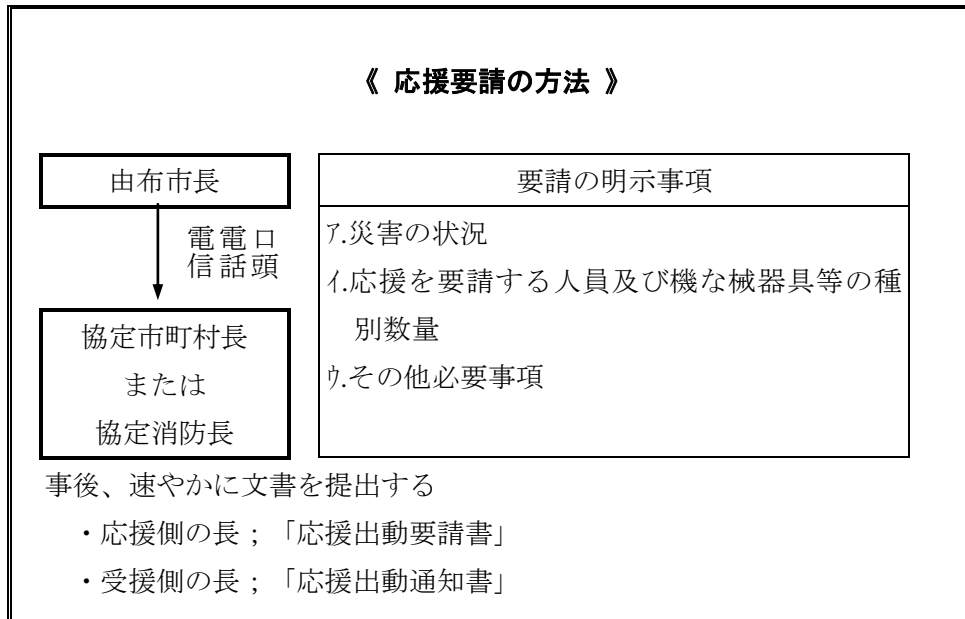 《 応援要請の方法 》
由布市長
電電口
信話頭
協定市町村長
または
協定消防長
要請の明示事項
ｱ.災害の状況
ｲ.応援を要請する人員及び機な械器具等の種
別数量
ｳ.その他必要事項
事後、速やかに文書を提出する
・応援側の長；「応援出動要請書」
・受援側の長；「応援出動通知書」